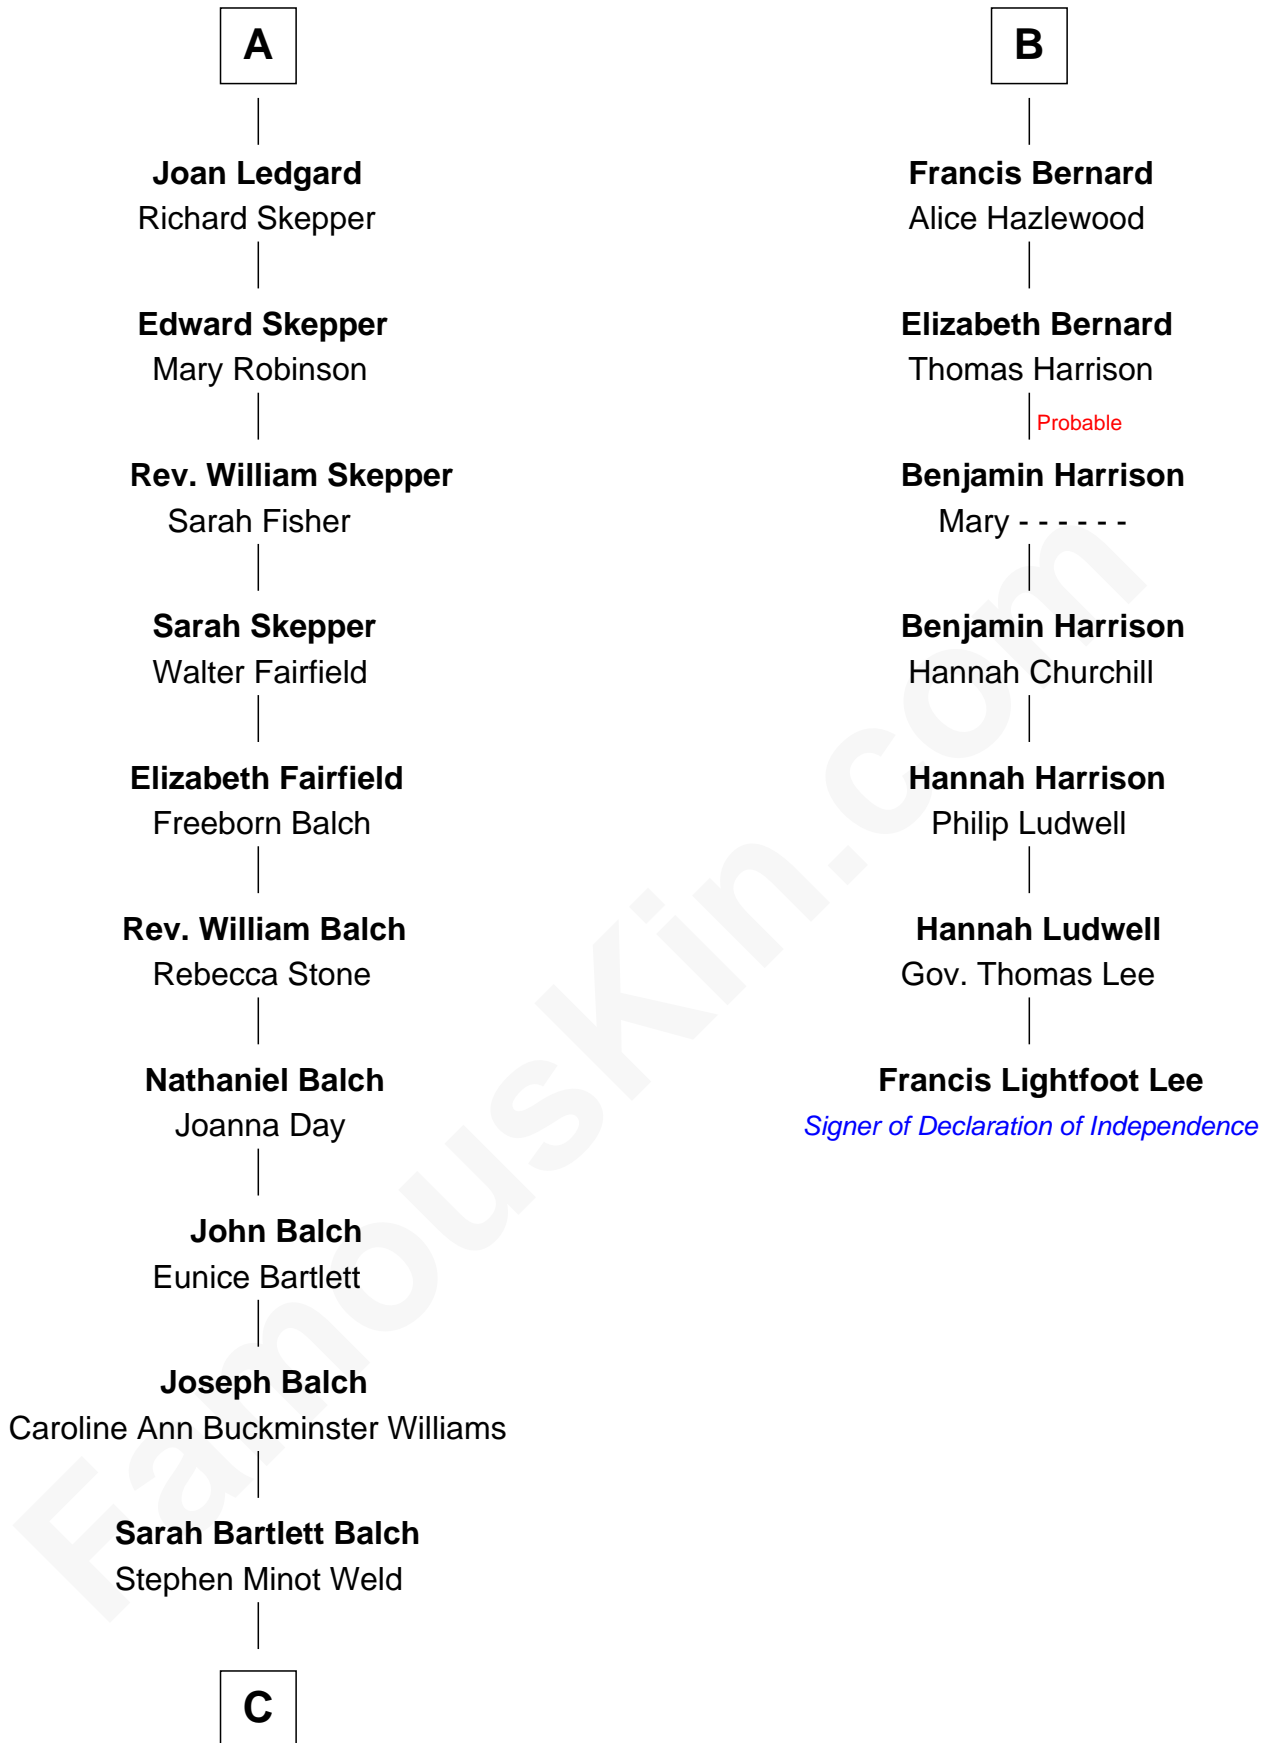 A
Joan Ledgard
Richard Skepper
Edward Skepper
Mary Robinson
Rev. William Skepper
Sarah Fisher
Sarah Skepper
Walter Fairfield
Elizabeth Fairfield
Freeborn Balch
Rev. William Balch
Rebecca Stone
Nathaniel Balch
Joanna Day
John Balch
Eunice Bartlett
Joseph Balch
Caroline Ann Buckminster Williams
Sarah Bartlett Balch
Stephen Minot Weld
C
B
Francis Bernard
Alice Hazlewood
Elizabeth Bernard
Thomas Harrison
Probable
Benjamin Harrison
Mary - - - - - -
Benjamin Harrison
Hannah Churchill
Hannah Harrison
Philip Ludwell
Hannah Ludwell
Gov. Thomas Lee
Francis Lightfoot Lee
Signer of Declaration of Independence
FamousKin.com